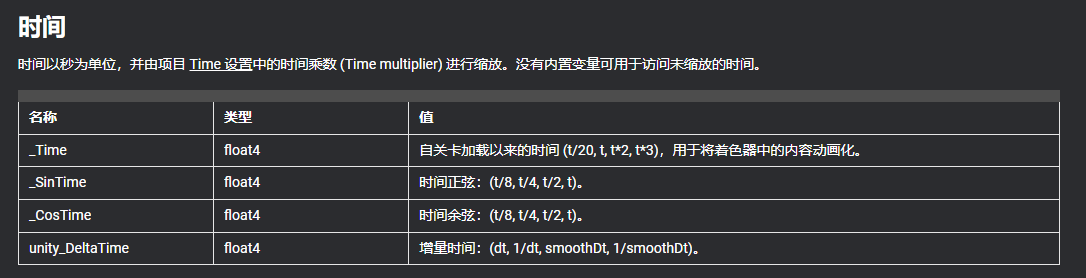 时间
时间以秒为单位，并由项目 Time 设置中的时间乘数 (Time multiplier) 进行缩放。没有内置变量可用于访问未缩放的时间。
名称 类型 值
_Time float4 自关卡加载以来的时间 (t/20, t, t*2, t*3)，用于将着色器中的内容动画化。
_SinTime float4 时间正弦：(t/8, t/4, t/2, t)。
_CosTime float4 时间余弦：(t/8, t/4, t/2, t)。
unity_DeltaTime float4 增量时间：(dt, 1/dt, smoothDt, 1/smoothDt)。